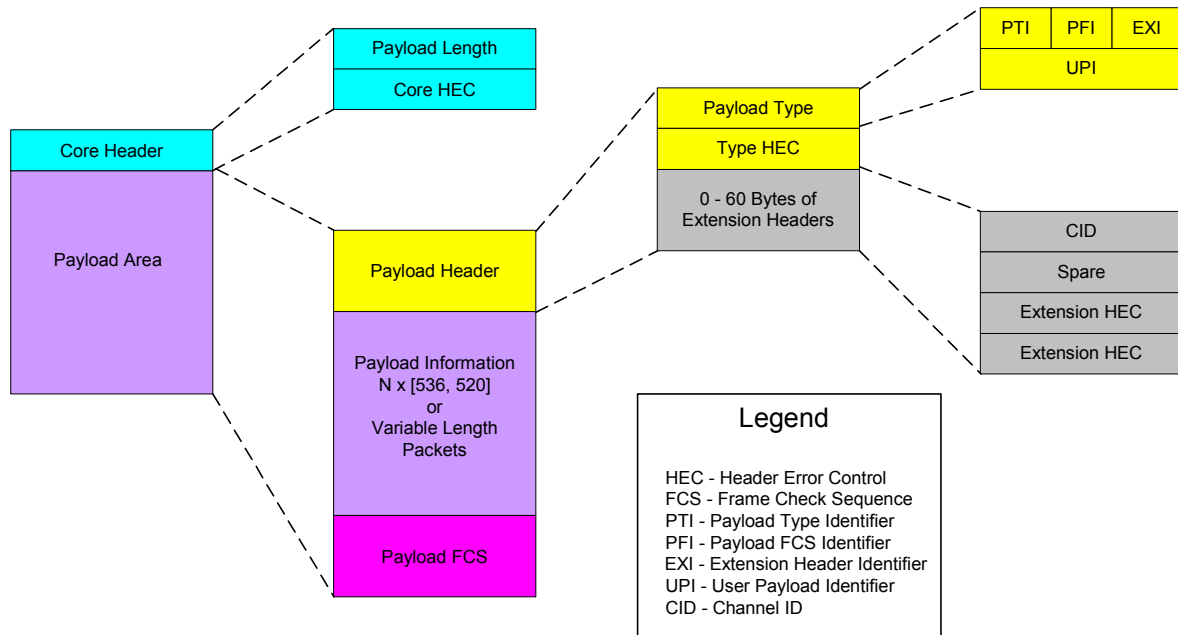 Core Header
Payload Area
Payload Length
Core HEC
Payload Header
Payload Information
N x [536, 520]
or
Variable Length
Packets
Payload FCS
Payload Type
Type HEC
0 - 60 Bytes of
Extension Headers
PTI PFI EXI
UPI
CID
Spare
Extension HEC
Extension HEC
Legend
HEC - Header Error Control
FCS - Frame Check Sequence
PTI - Payload Type Identifier
PFI - Payload FCS Identifier
EXI - Extension Header Identifier
UPI - User Payload Identifier
CID - Channel ID